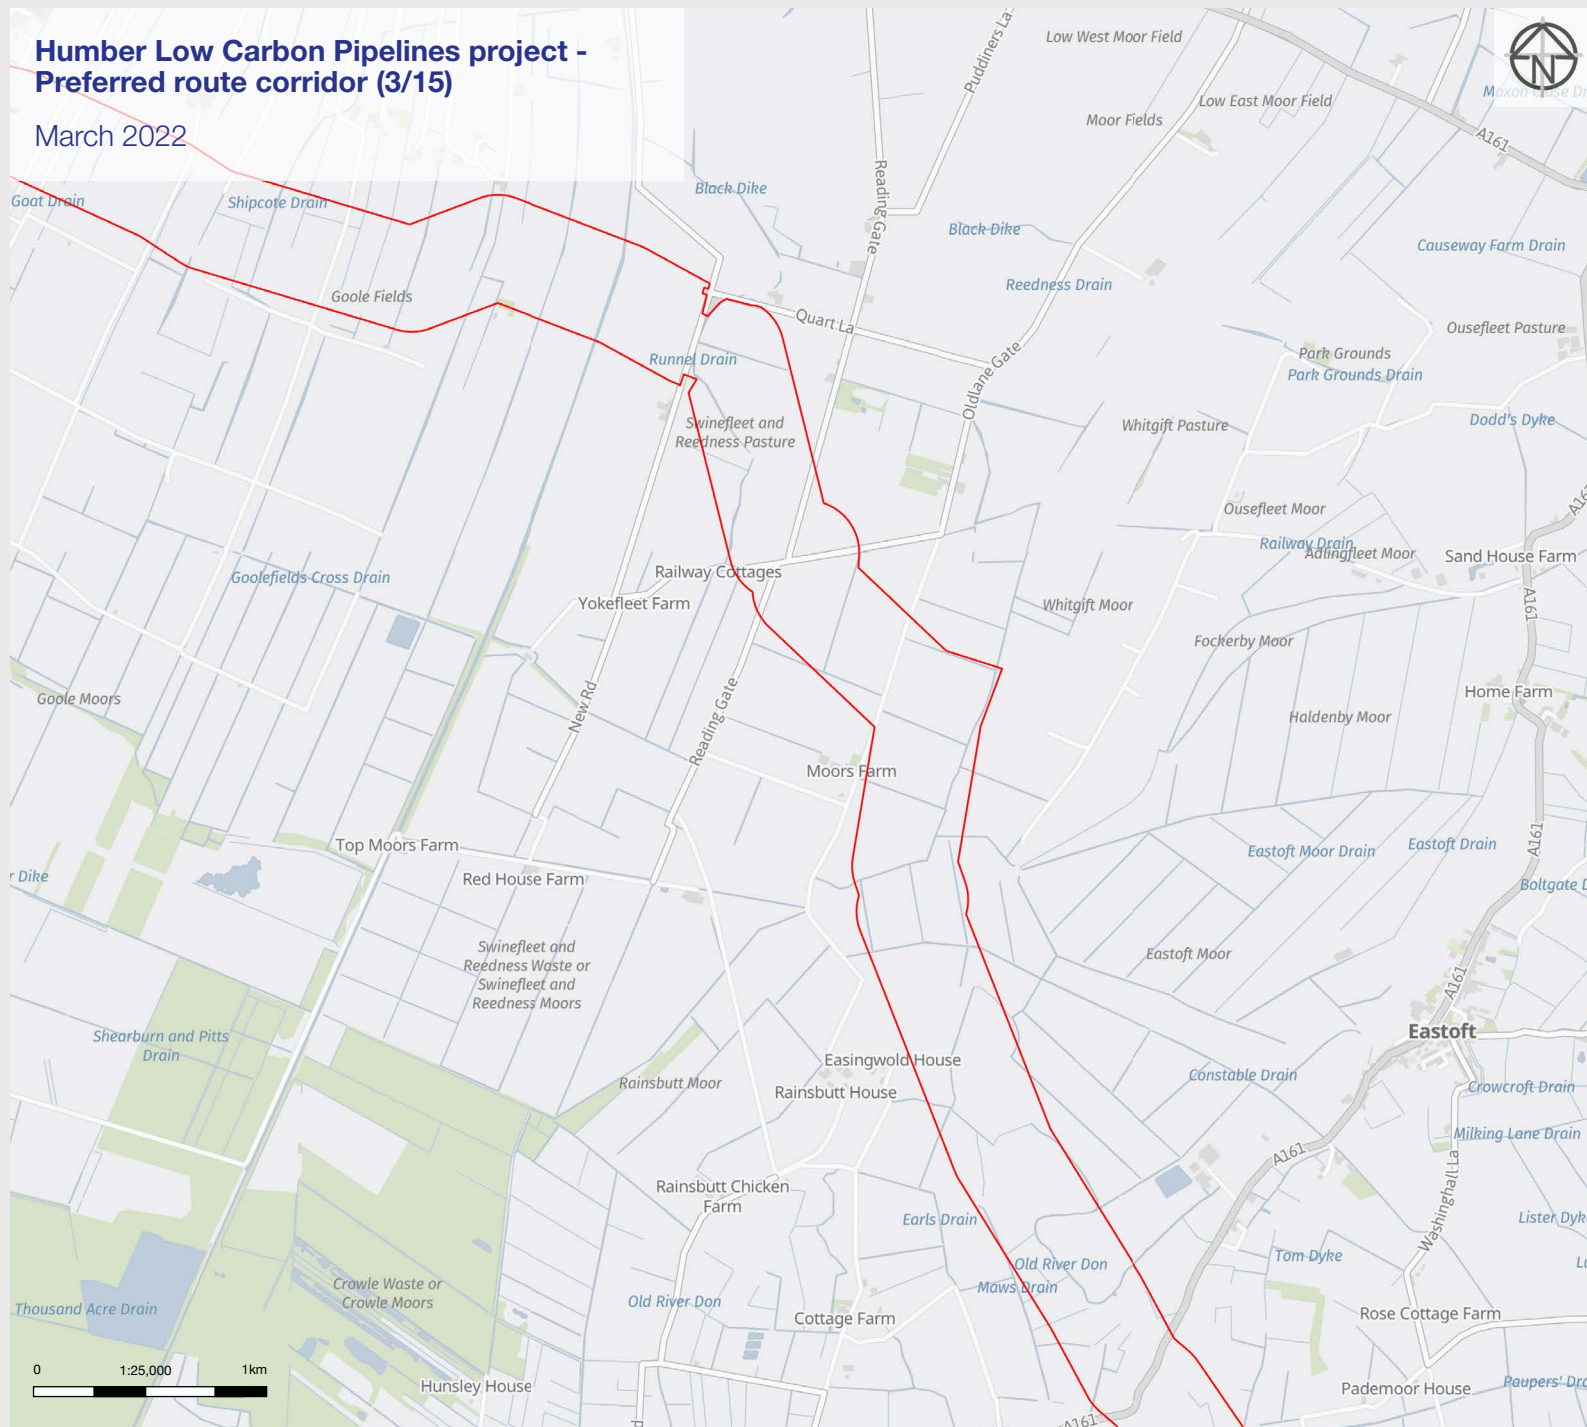 Humber Low Carbon Pipelines project -
Preferred route corridor (3/15)
March 2022
N
Puddiners La
Low West Moor Field
Low East Moor Field
Moor Fields
A161
Black Dike
Reading Gate
Goat Drain
Shipcote Drain
Black Dike
Causeway Farm Drain
Reedness Drain
Goole Fields
Quart La
Ousefleet Pasture
Runnel Drain
Oldlane Gate
Park Grounds
Park Grounds Drain
Swinefleet and
Reedness Pasture
Whitgift Pasture
Dodd's Dyke
Ousefleet Moor
Railway Drain
Adlingfleet Moor
Sand House Farm
Goolefields Cross Drain
Railway Cottages
Yokefleet Farm
Whitgift Moor
A161
Fockerby Moor
Goole Moors
New Rd
Reading Gate
Home Farm
Haldenby Moor
Moors Farm
Top Moors Farm
Eastoft Moor Drain
Eastoft Drain
A161
r Dike
Red House Farm
Boltgate D
Swinefleet and
Reedness Waste or
Swinefleet and
Reedness Moors
Eastoft Moor
A161
Shearburn and Pitts
Drain
Eastoft
Easingwold House
Rainsbutt Moor
Rainsbutt House
Constable Drain
Crowcroft Drain
Milking Lane Drain
A161
Rainsbutt Chicken
Farm
Washinghall La
Earls Drain
Lister Dyk
Old River Don
Tom Dyke
Maws Drain
Crowle Waste or
Crowle Moors
Thousand Acre Drain
Old River Don
Cottage Farm
Rose Cottage Farm
0 1:25,000 1km
Hunsley House
Pademoor House
Paupers' Dra
A161